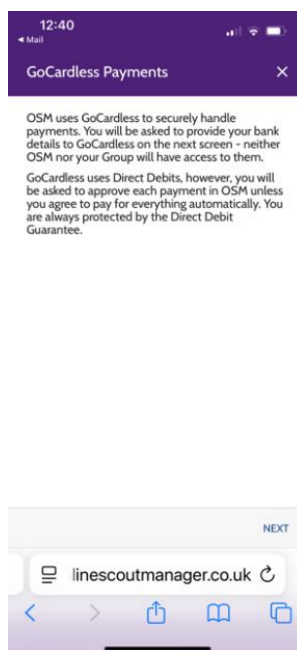 12:40
Mail
GoCardless Payments
OSM uses GoCardless to securely handle
payments. You will be asked to provide your bank
details to GoCardless on the next screen - neither
OSM nor your Group will have access to them.
GoCardless uses Direct Debits, however, you will
be asked to approve each payment in OSM unless
you agree to pay for everything automatically. You
are always protected by the Direct Debit
Guarantee.
NEXT
linescoutmanager.co.uk